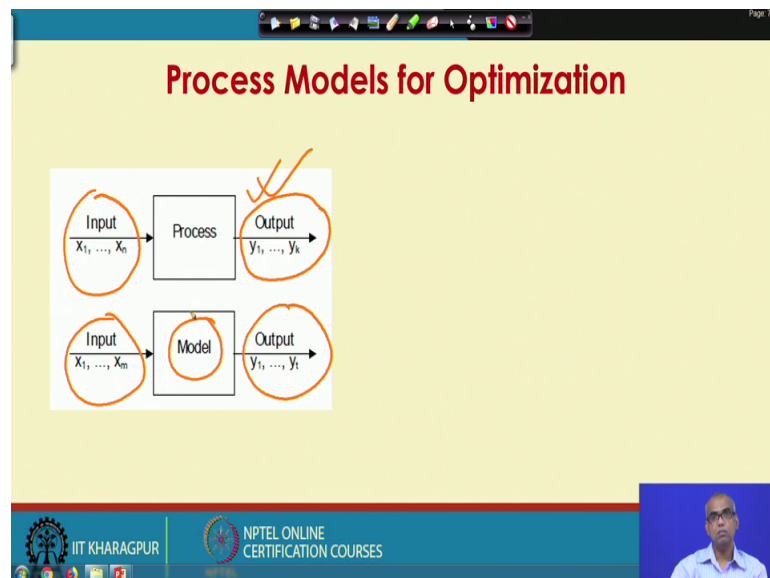 Page: 7
Process Models for Optimization
Input
x₁, ..., xₙ
Process
Output
y₁, ..., yₖ
Input
x₁, ..., xₘ
Model
Output
y₁, ..., yₜ
IIT KHARAGPUR
NPTEL ONLINE
CERTIFICATION COURSES